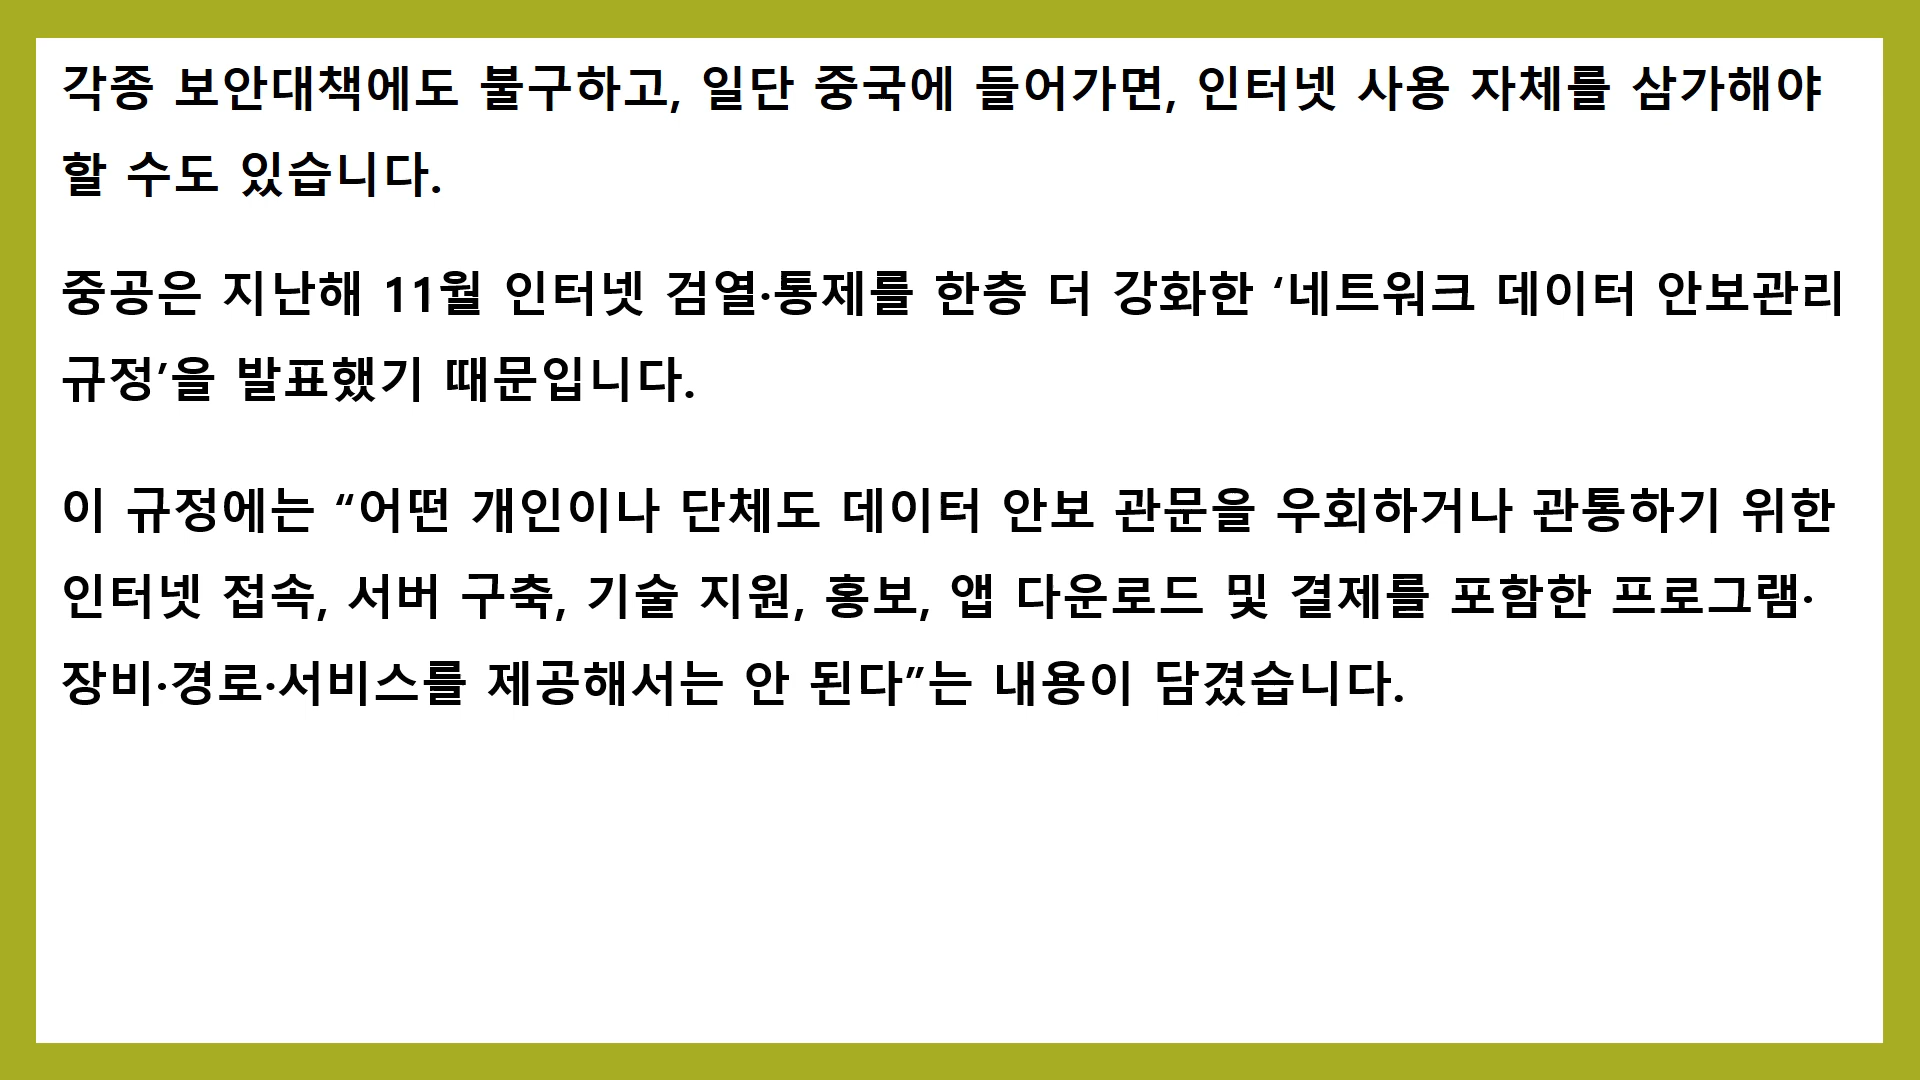 각종 보안대책에도 불구하고, 일단 중국에 들어가면, 인터넷 사용 자체를 삼가해야
할 수도 있습니다.
중공은 지난해 11월 인터넷 검열·통제를 한층 더 강화한 ‘네트워크 데이터 안보관리
규정’을 발표했기 때문입니다.
이 규정에는 “어떤 개인이나 단체도 데이터 안보 관문을 우회하거나 관통하기 위한
인터넷 접속, 서버 구축, 기술 지원, 홍보, 앱 다운로드 및 결제를 포함한 프로그램·
장비·경로·서비스를 제공해서는 안 된다”는 내용이 담겼습니다.